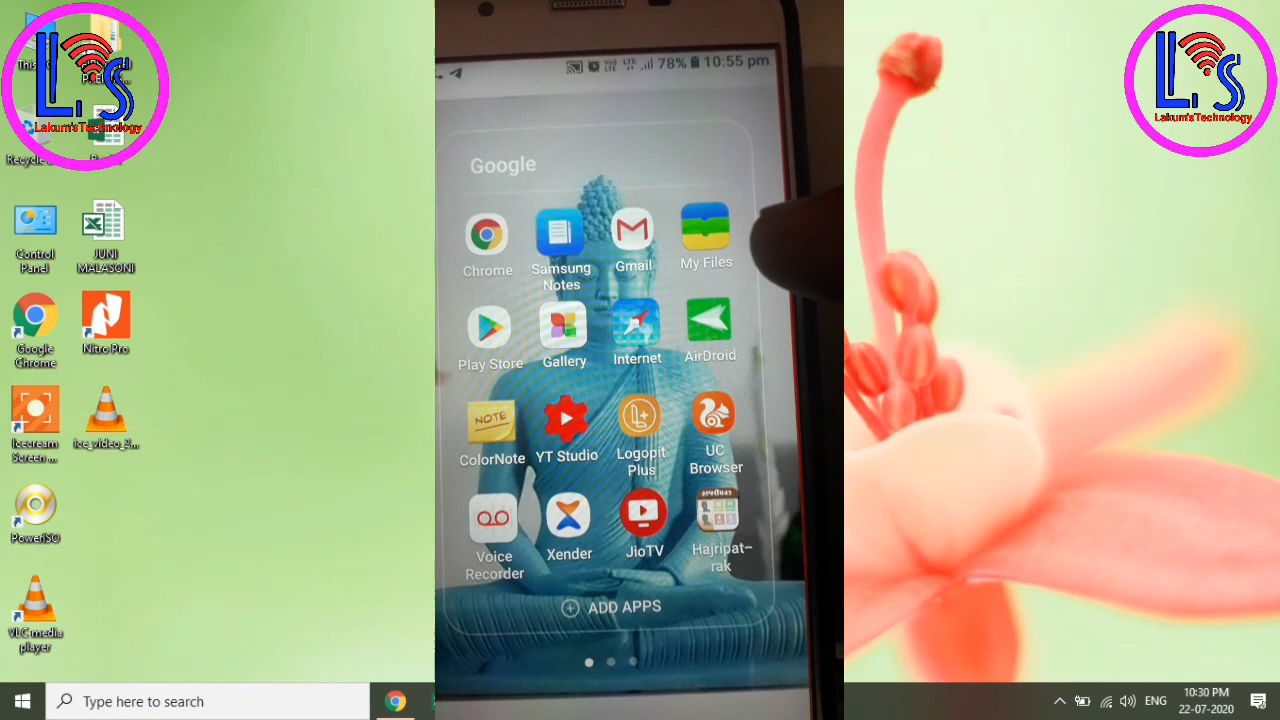 L.S
Lakum'sTechnology
Control
Panel
JUNI
MALASONI
Google
Chrome
Nitro Pro
Icecream
Screen ...
ice_video_2...
PowerISO
VLC media
player
Type here to search
78% 10:55 pm
Google
Chrome
Samsung
Notes
Gmail
My Files
Play Store
Gallery
Internet
AirDroid
NOTE
ColorNote
YT Studio
Logopit
Plus
UC
Browser
Voice
Recorder
Xender
JioTV
Hajripat-
rak
ADD APPS
L.S
Lakum'sTechnology
ENG
10:30 PM
22-07-2020